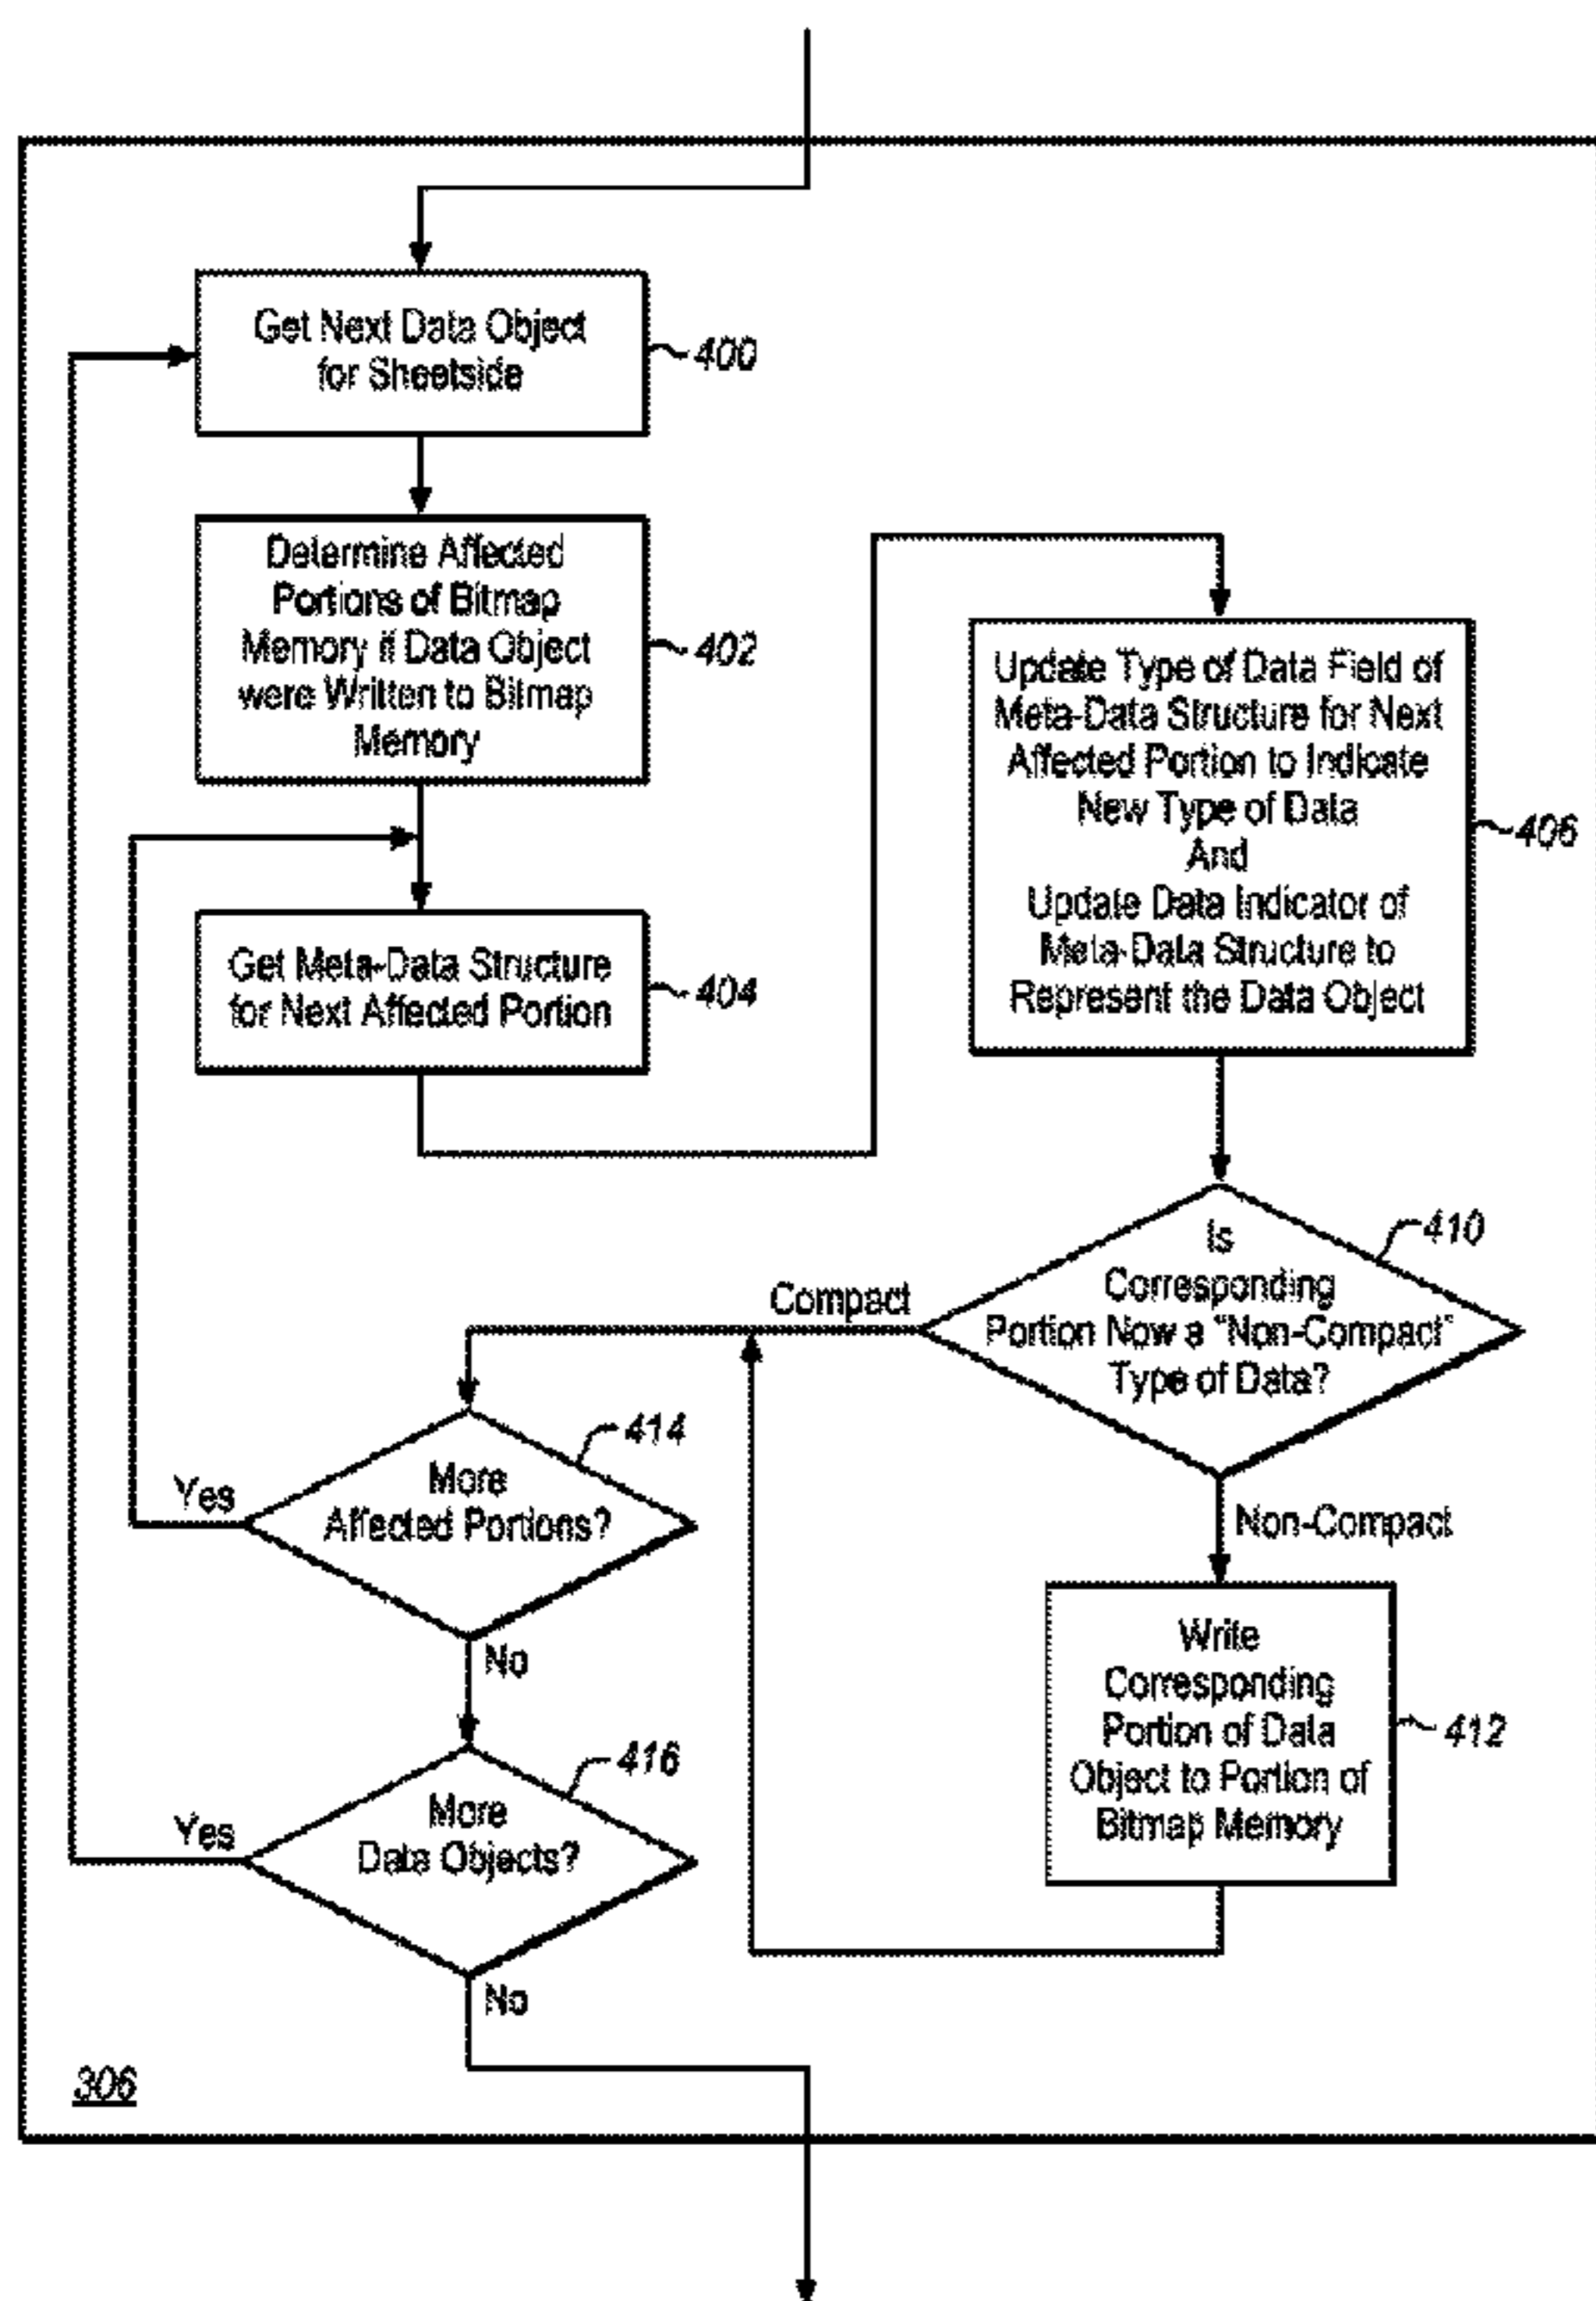 Get Next Data Object
for Sheetside
400
Determine Affected
Portions of Bitmap
Memory if Data Object
were Written to Bitmap
Memory
402
Get Meta-Data Structure
for Next Affected Portion
404
Update Type of Data Field of
Meta-Data Structure for Next
Affected Portion to Indicate
New Type of Data
And
Update Data Indicator of
Meta-Data Structure to
Represent the Data Object
406
Is
Corresponding
Portion Now a "Non-Compact"
Type of Data?
410
Compact
Non-Compact
Write
Corresponding
Portion of Data
Object to Portion of
Bitmap Memory
412
More
Affected Portions?
414
Yes
No
More
Data Objects?
416
Yes
No
306